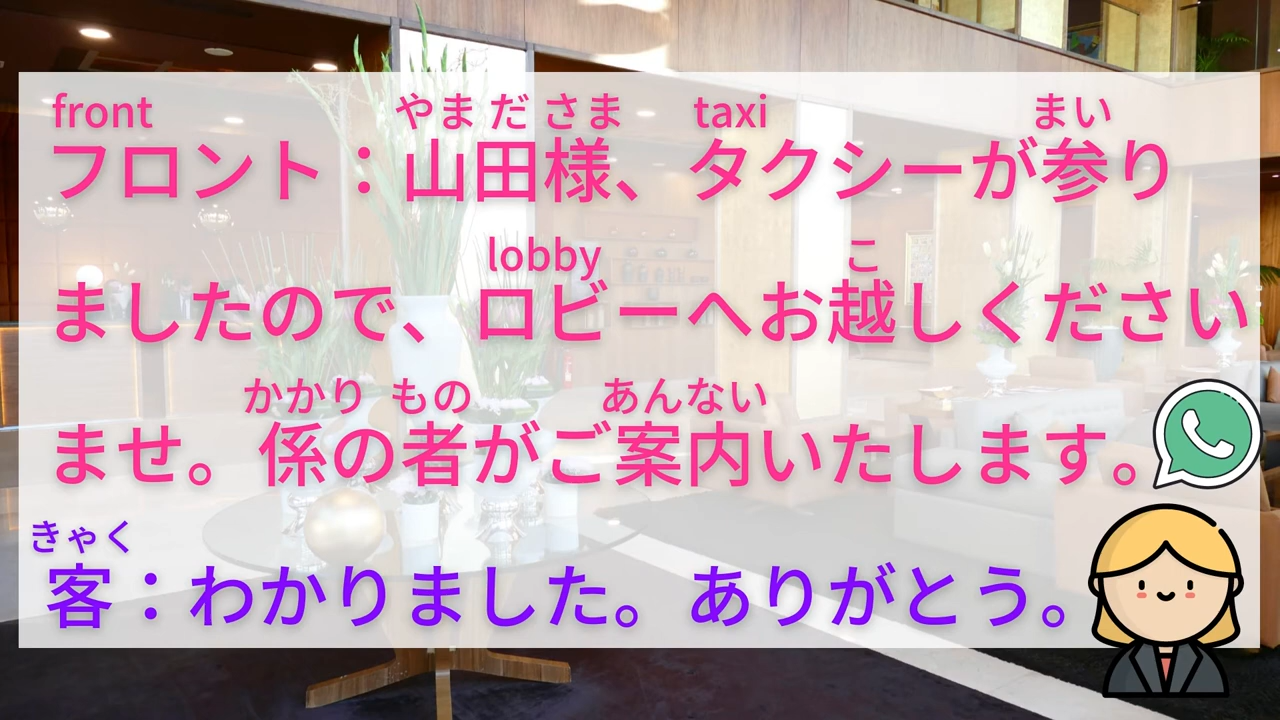 front やまださま taxi まい
フロント：山田様、タクシーが参り
lobby こ
ましたので、ロビーへお越しください
かかり もの あんない
ませ。係の者がご案内いたします。
きゃく
客：わかりました。ありがとう。